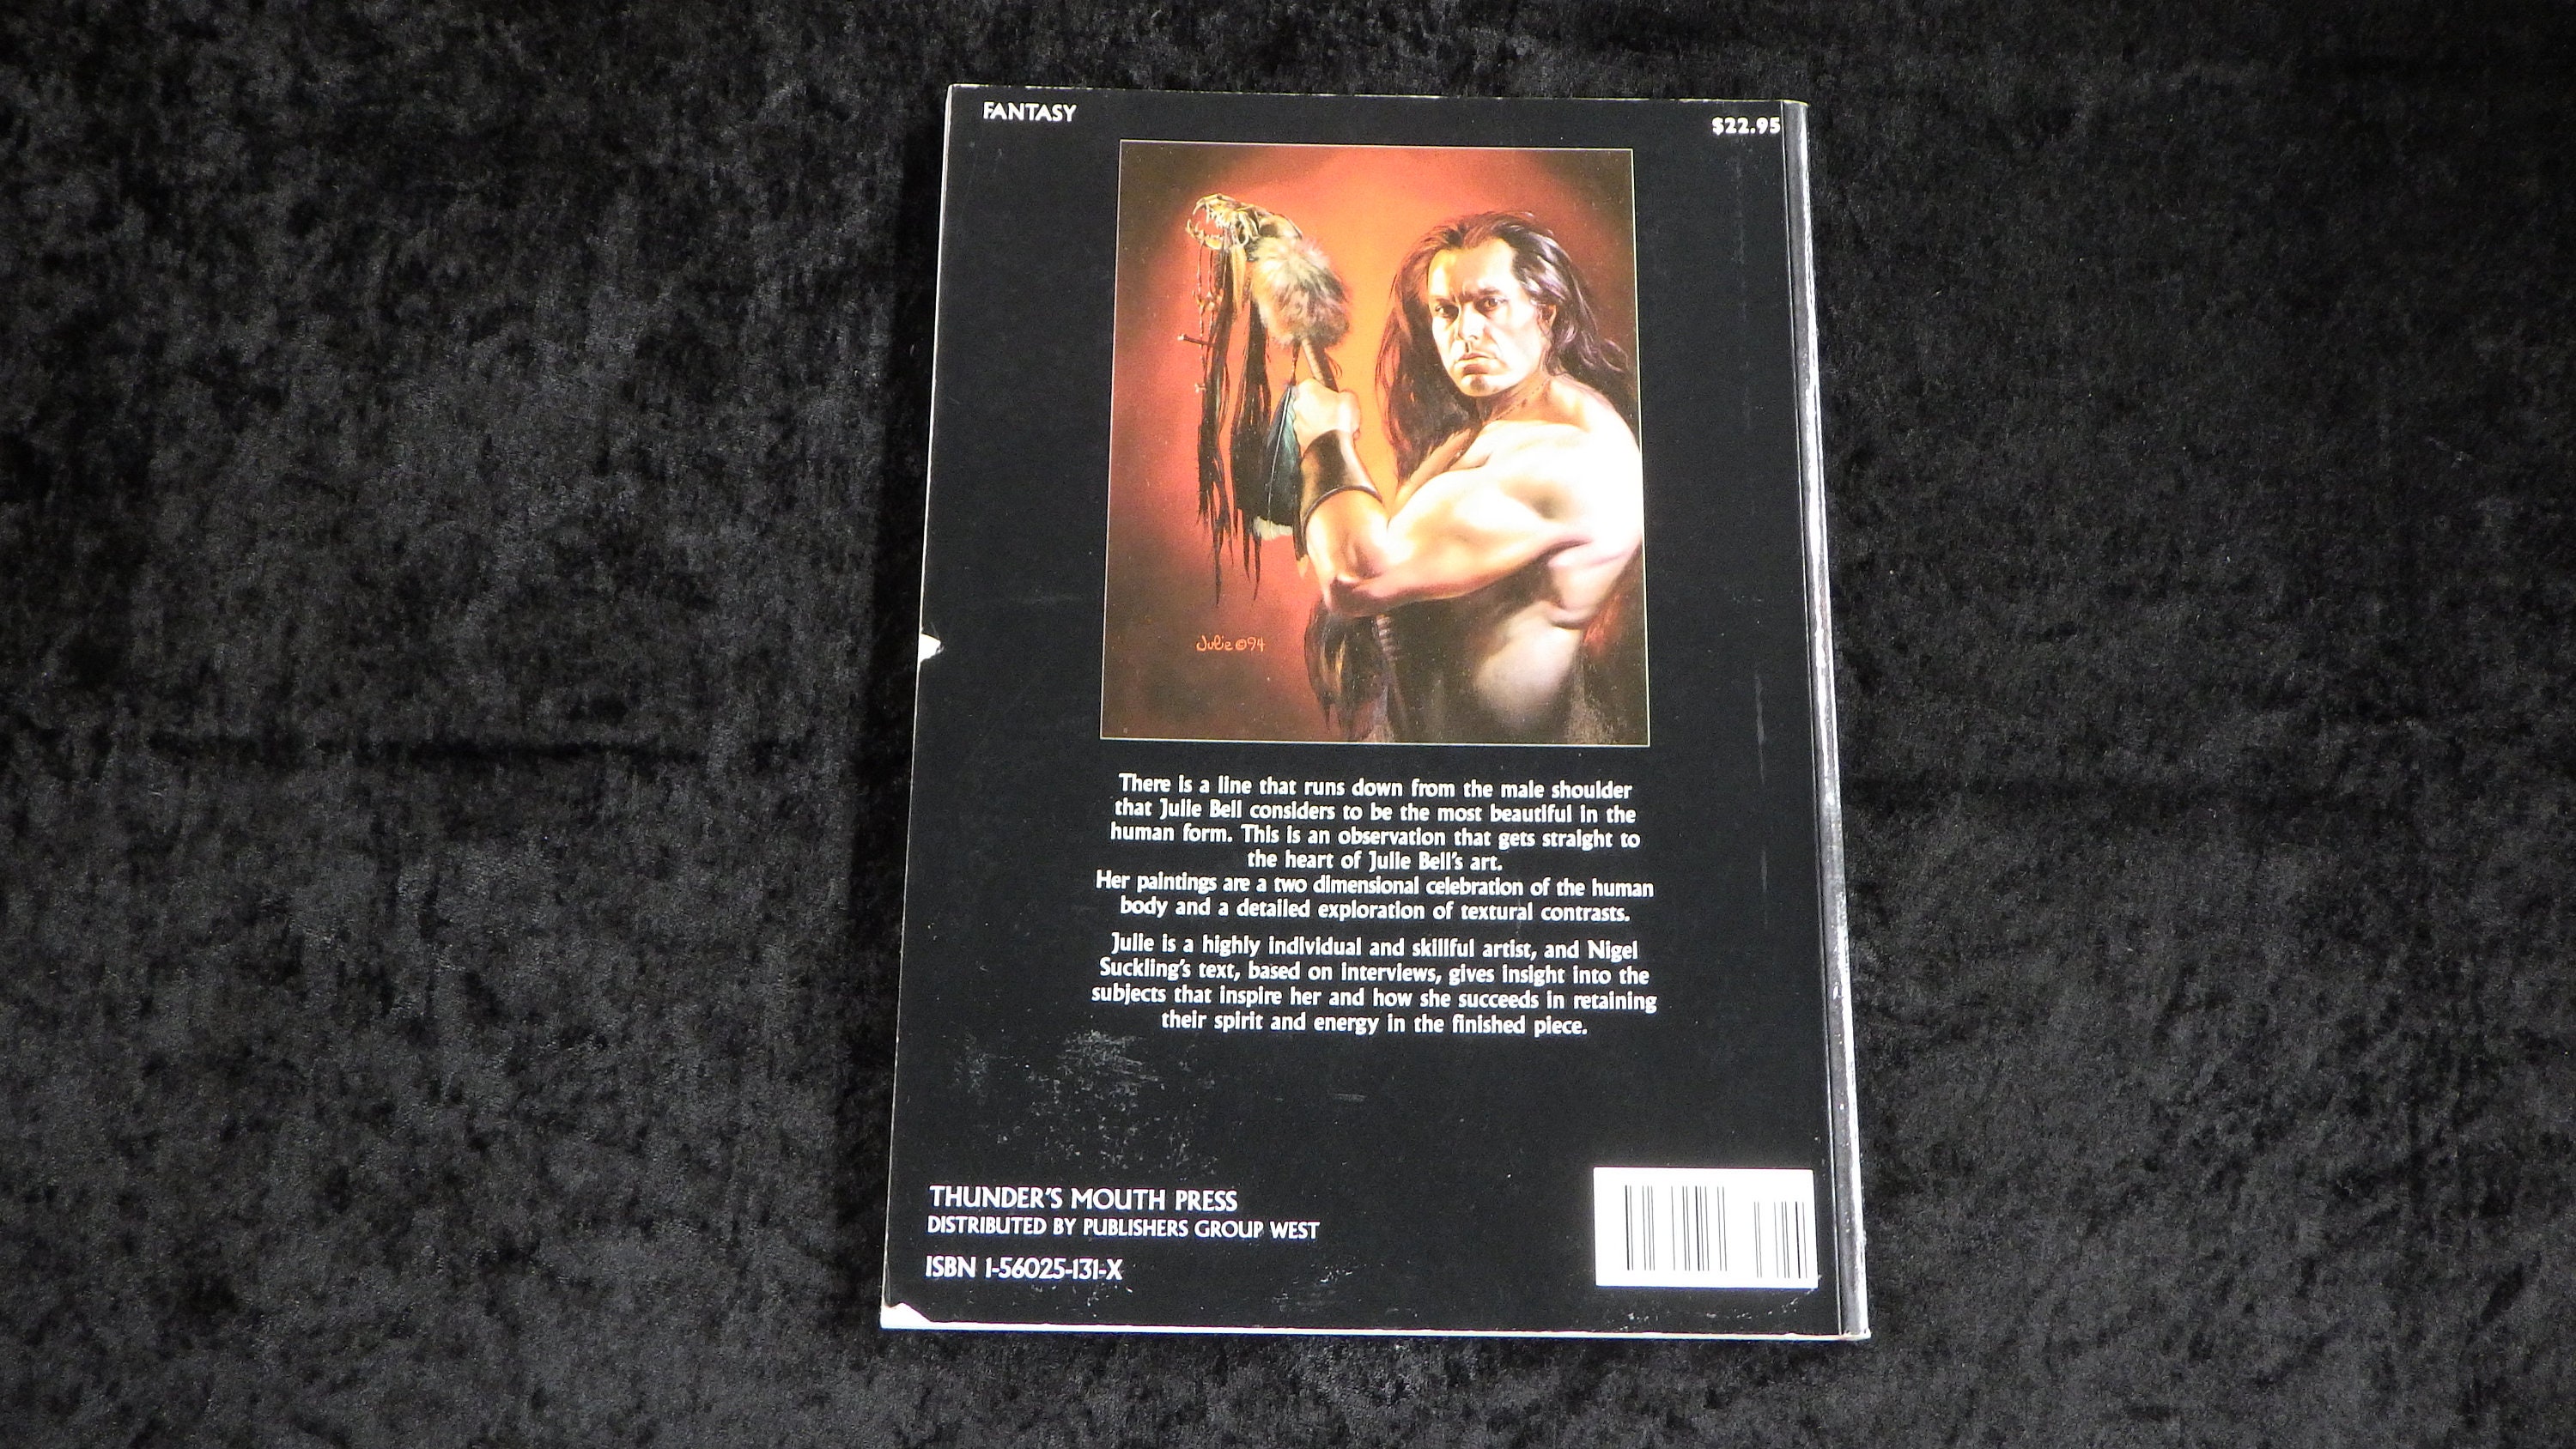 FANTASY
$22.95
Julie ©94
There is a line that runs down from the male shoulder
that Julie Bell considers to be the most beautiful in the
human form. This is an observation that gets straight to
the heart of Julie Bell's art.
Her paintings are a two dimensional celebration of the human
body and a detailed exploration of textural contrasts.
Julie is a highly individual and skillful artist, and Nigel
Suckling's text, based on interviews, gives insight into the
subjects that inspire her and how she succeeds in retaining
their spirit and energy in the finished piece.
THUNDER'S MOUTH PRESS
DISTRIBUTED BY PUBLISHERS GROUP WEST
ISBN 1-56025-131-X